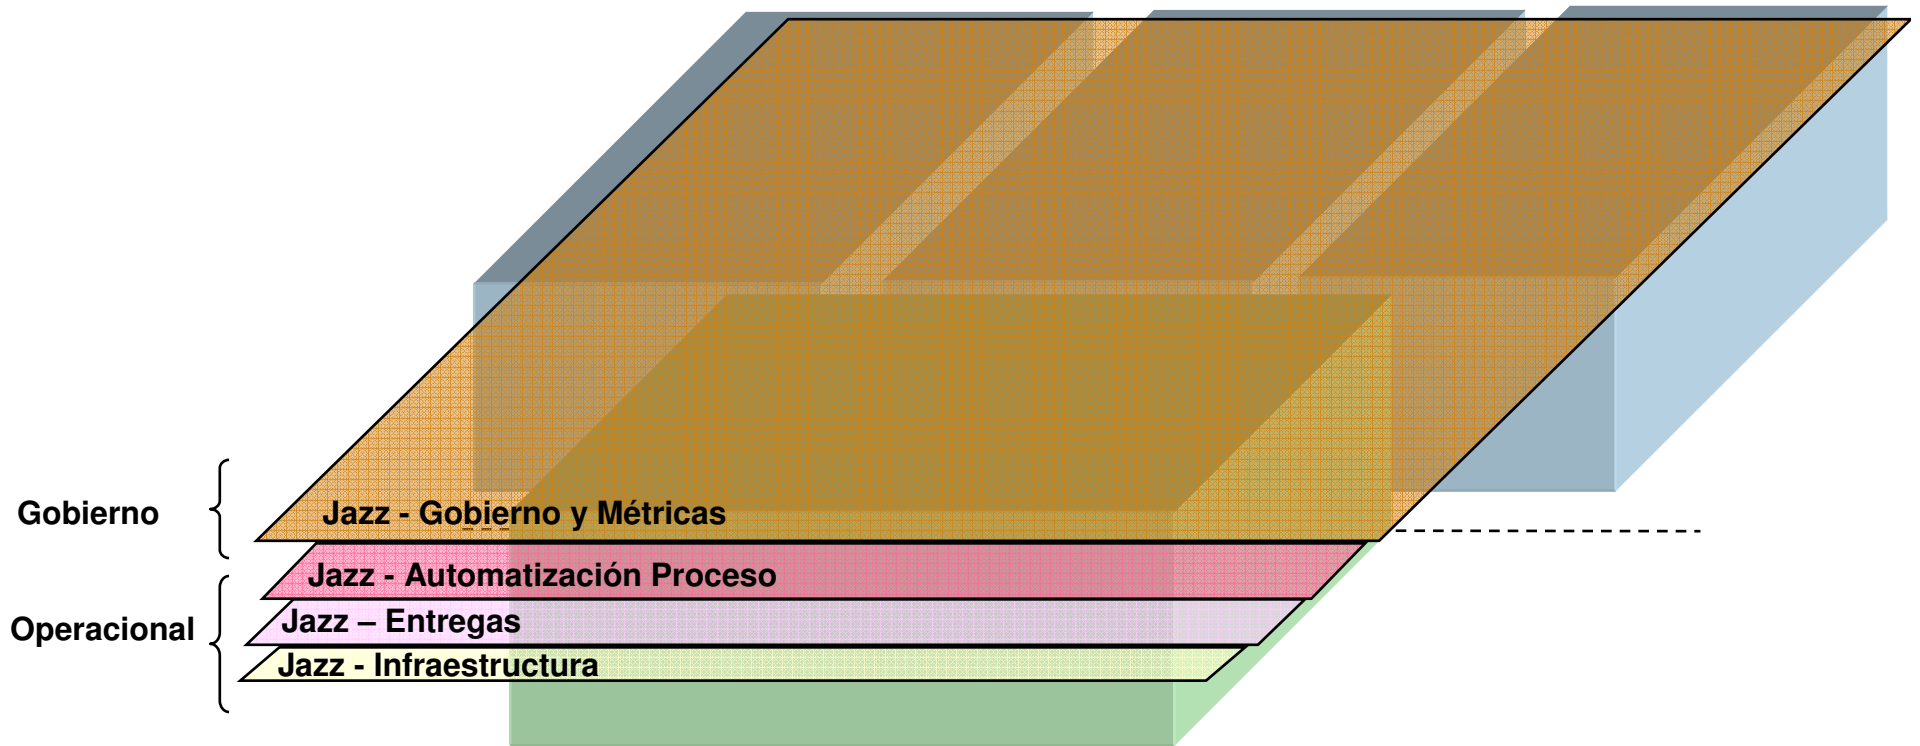 Gobierno
Jazz - Gobierno y Métricas
Jazz - Automatización Proceso
Operacional
Jazz – Entregas
Jazz - Infraestructura